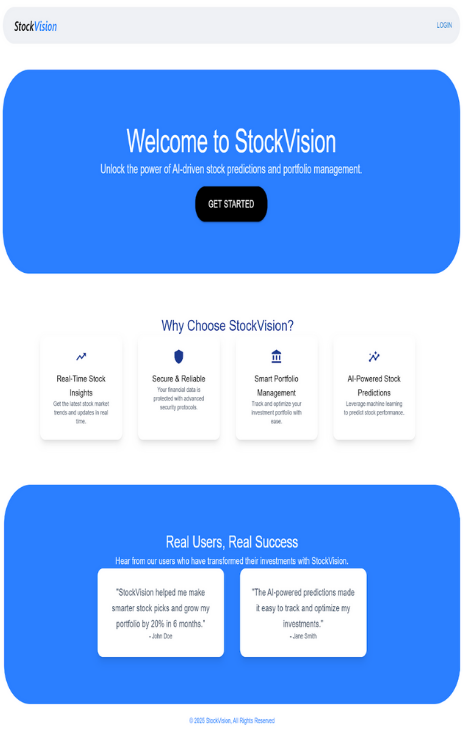 StockVision
LOGIN
Welcome to StockVision
Unlock the power of AI-driven stock predictions and portfolio management.
GET STARTED
Why Choose StockVision?
Real-Time Stock
Insights
Get the latest stock market
trends and updates in real
time.
Secure & Reliable
Your financial data is
protected with advanced
security protocols.
Smart Portfolio
Management
Track and optimize your
investment portfolio with
ease.
AI-Powered Stock
Predictions
Leverage machine learning
to predict stock performance.
Real Users, Real Success
Hear from our users who have transformed their investments with StockVision.
"StockVision helped me make
smarter stock picks and grow my
portfolio by 20% in 6 months."
- John Doe
"The AI-powered predictions made
it easy to track and optimize my
investments."
- Jane Smith
© 2025 StockVision, All Rights Reserved